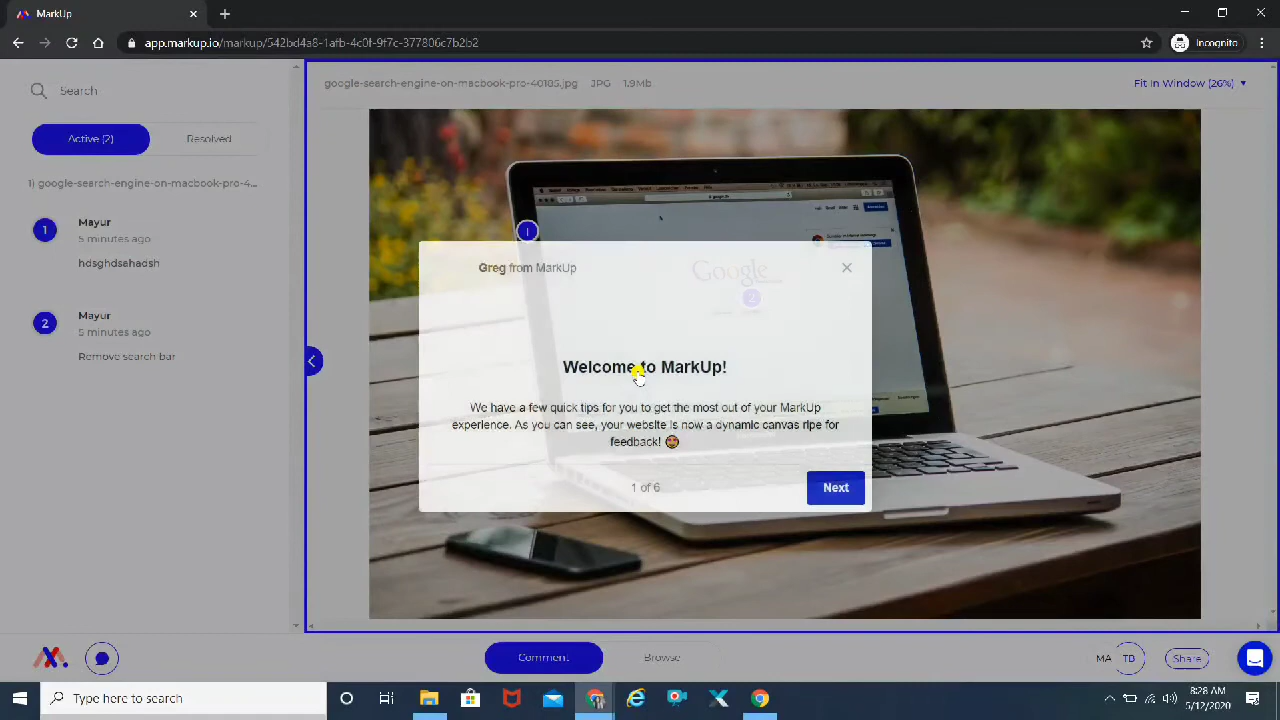 MarkUp
app.markup.io/markup/542bd4a8-1afb-4c0f-9f7c-377806c7b2b2
Incognito
Search
Active (2)
Resolved
1) google-search-engine-on-macbook-pro-4...
1
Mayur
5 minutes ago
hdsghdsahadsh
2
Mayur
5 minutes ago
Remove search bar
google-search-engine-on-macbook-pro-40185.jpg JPG 1.9Mb
Fit In Window (26%)
1
Google
2
Greg from MarkUp
Welcome to MarkUp!
We have a few quick tips for you to get the most out of your MarkUp
experience. As you can see, your website is now a dynamic canvas ripe for
feedback!
1 of 6
Next
Comment
Browse
MA
TB
Share
Type here to search
8:28 AM
5/12/2020